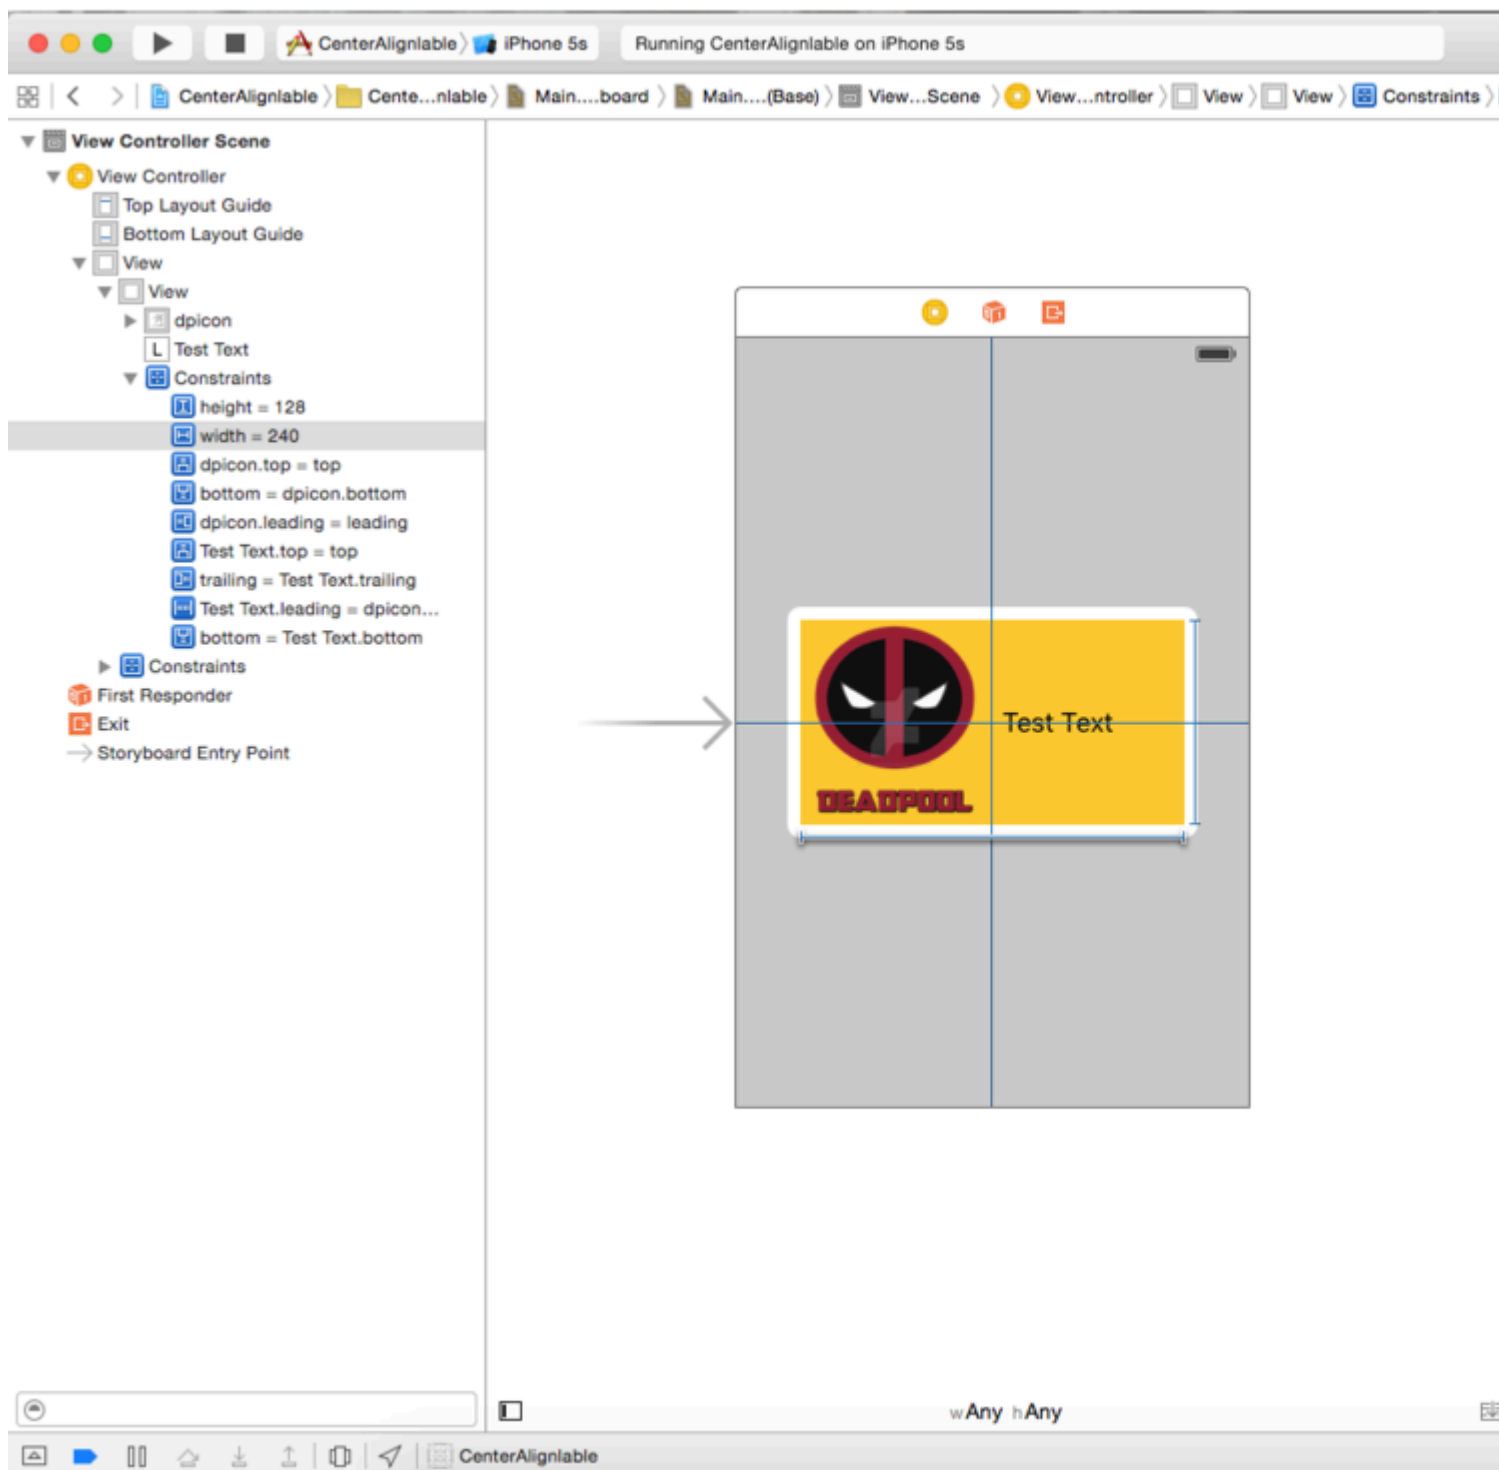 CenterAlignlable iPhone 5s Running CenterAlignlable on iPhone 5s
CenterAlignlable Cente...nlable Main....board Main....(Base) View...Scene View...ntroller View View Constraints
View Controller Scene
View Controller
Top Layout Guide
Bottom Layout Guide
View
View
dpicon
L Test Text
Constraints
height = 128
width = 240
dpicon.top = top
bottom = dpicon.bottom
dpicon.leading = leading
Test Text.top = top
trailing = Test Text.trailing
Test Text.leading = dpicon...
bottom = Test Text.bottom
Constraints
First Responder
Exit
Storyboard Entry Point
Test Text
DEADPOOL
wAny hAny
CenterAlignlable